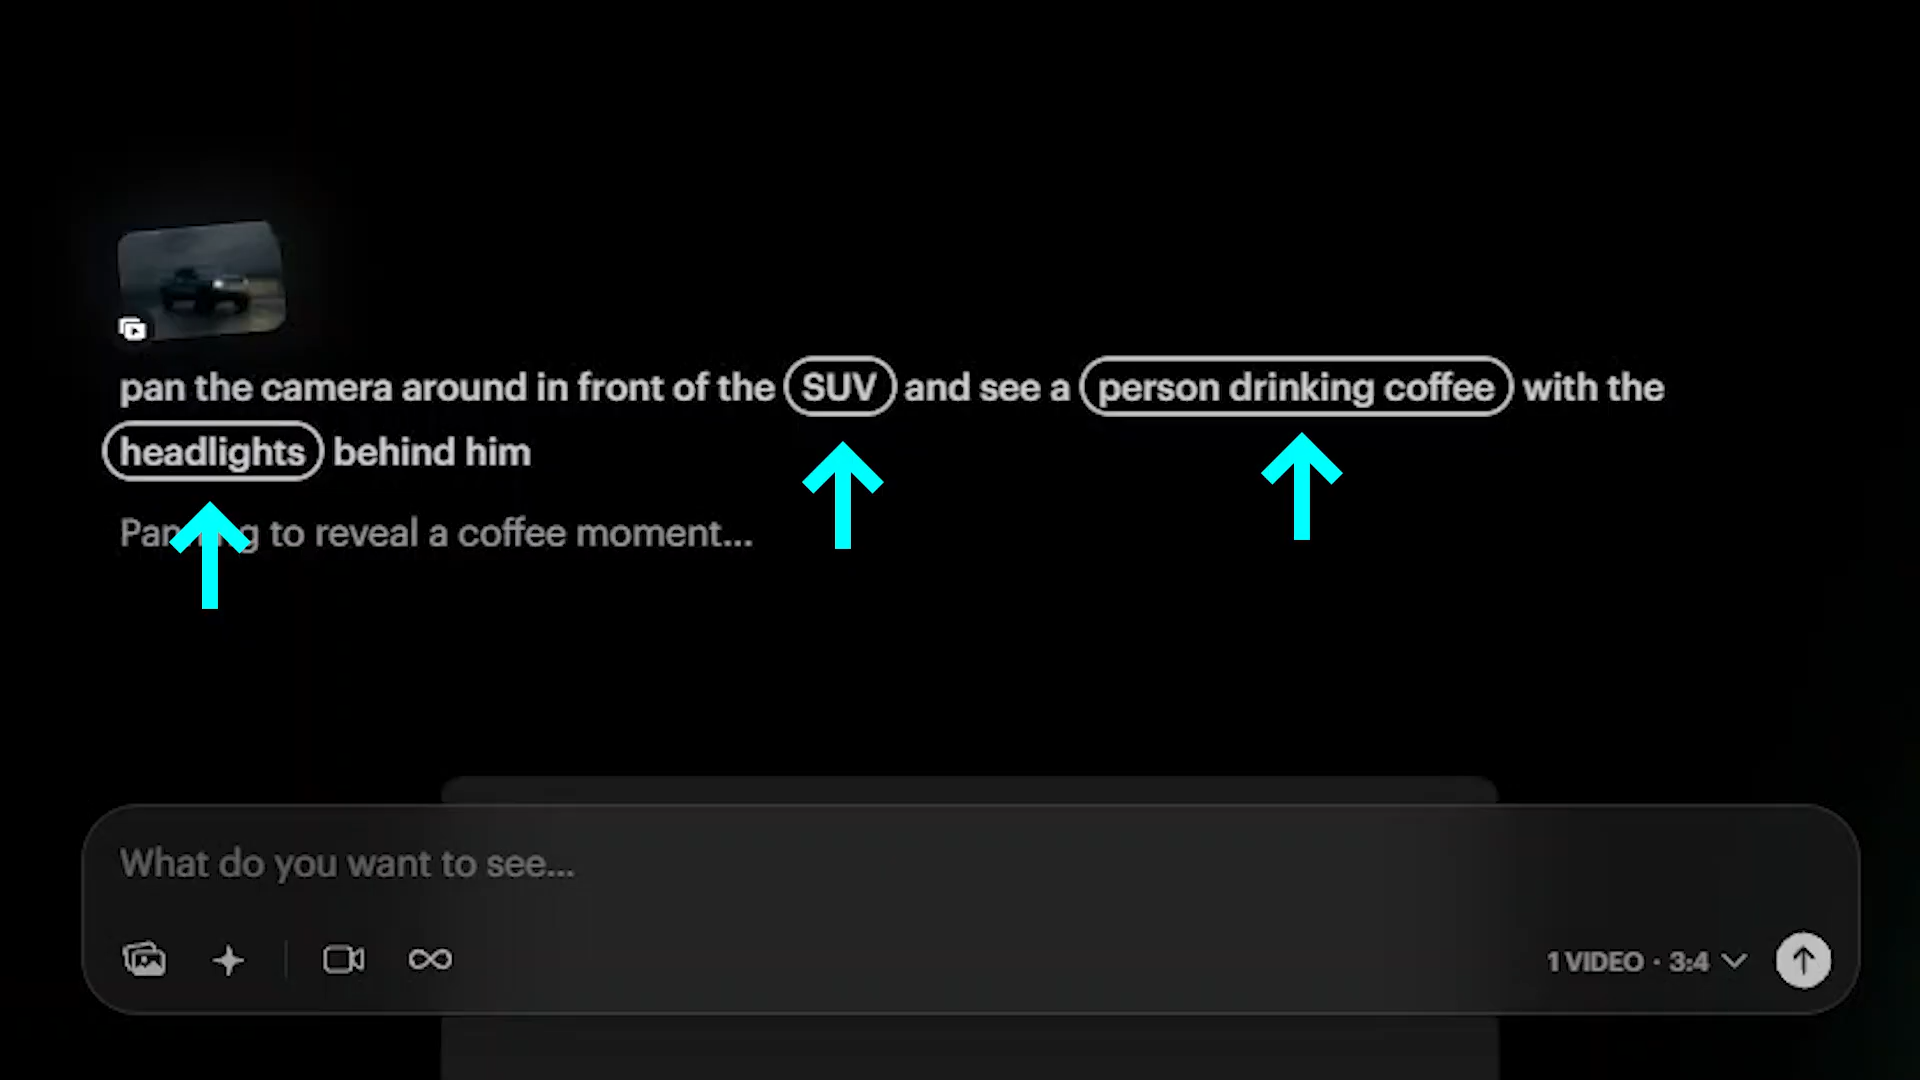 pan the camera around in front of the SUV and see a person drinking coffee with the
headlights behind him
to reveal a coffee moment...
What do you want to see...
1 VIDEO · 3:4